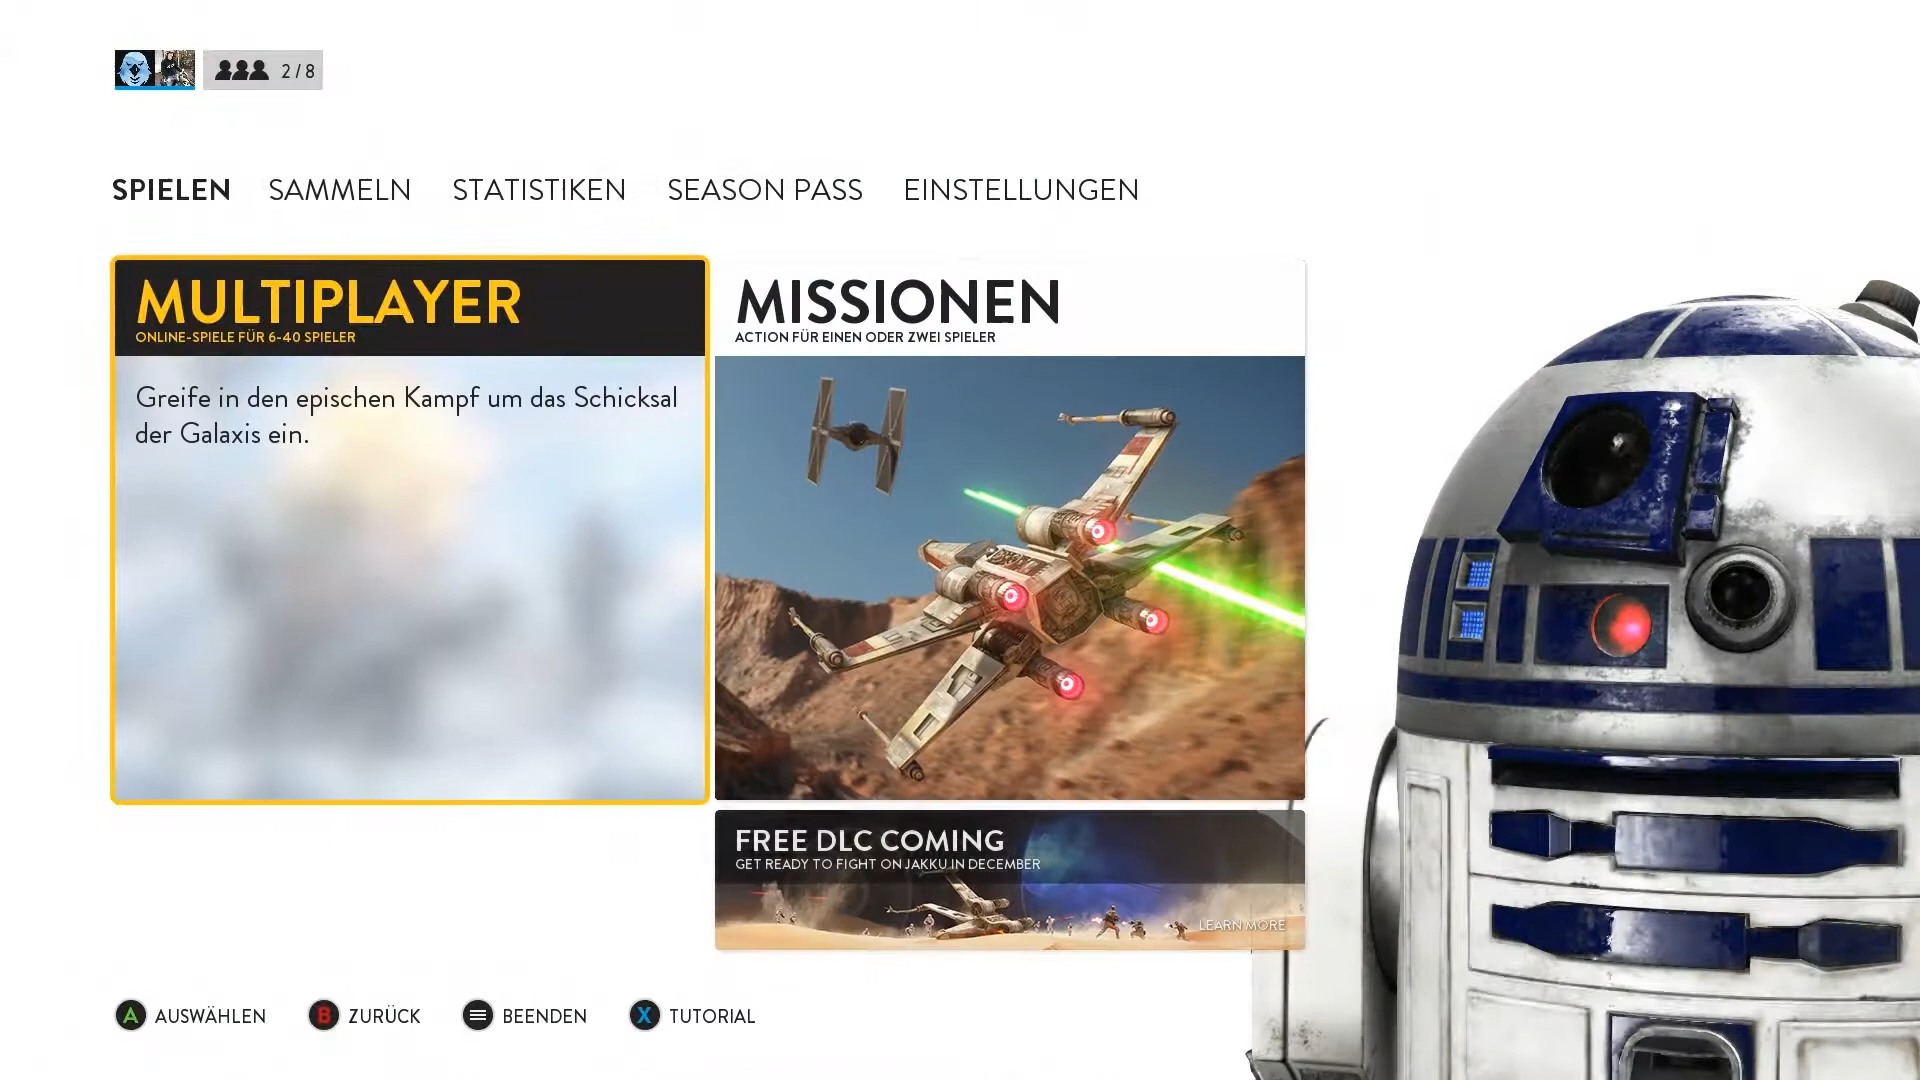 2 / 8
SPIELEN SAMMELN STATISTIKEN SEASON PASS EINSTELLUNGEN
MULTIPLAYER
ONLINE-SPIELE FÜR 6-40 SPIELER
Greife in den epischen Kampf um das Schicksal
der Galaxis ein.
MISSIONEN
ACTION FÜR EINEN ODER ZWEI SPIELER
FREE DLC COMING
GET READY TO FIGHT ON JAKKU IN DECEMBER
LEARN MORE
A AUSWÄHLEN B ZURÜCK BEENDEN X TUTORIAL